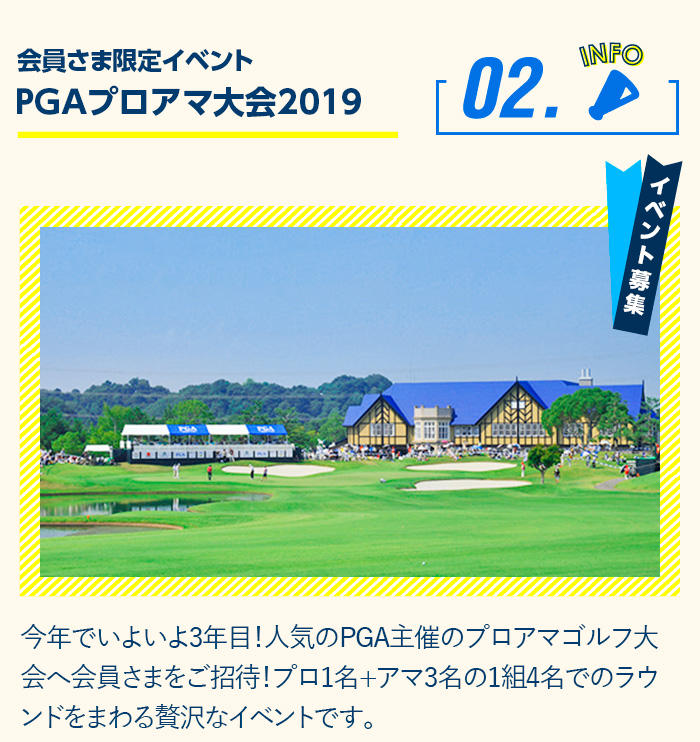 会員さま限定イベント
PGAプロアマ大会2019
02.
INFO
イベント募集
PGA
PGA
PGA
今年でいよいよ3年目！人気のPGA主催のプロアマゴルフ大
会へ会員さまをご招待！プロ1名+アマ3名の1組4名でのラウ
ンドをまわる贅沢なイベントです。